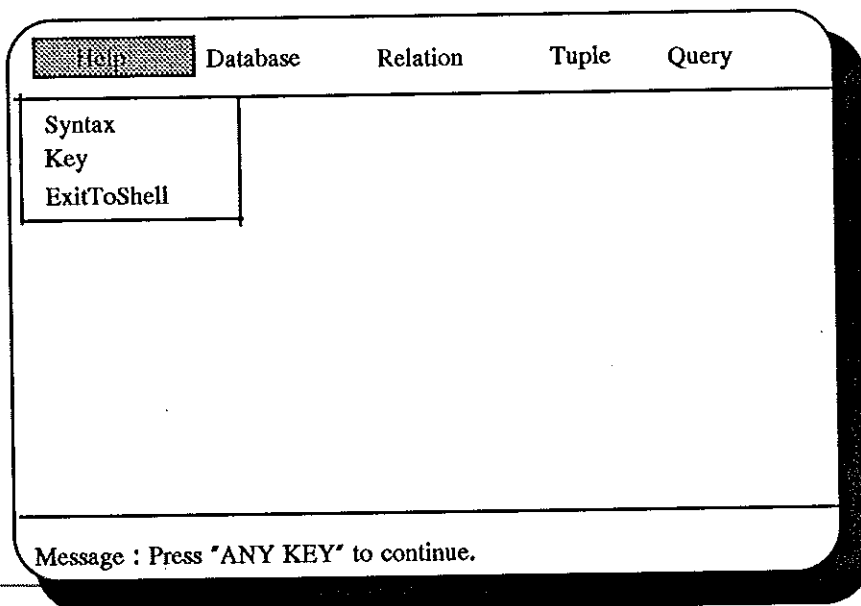 Help Database Relation Tuple Query
Syntax
Key
ExitToShell
Message : Press "ANY KEY" to continue.